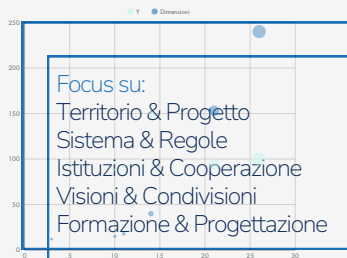 Y Dimensioni
250
200
150
100
50
0
Focus su:
Territorio & Progetto
Sistema & Regole
Istituzioni & Cooperazione
Visioni & Condivisioni
Formazione & Progettazione
0 5 10 15 20 25 30